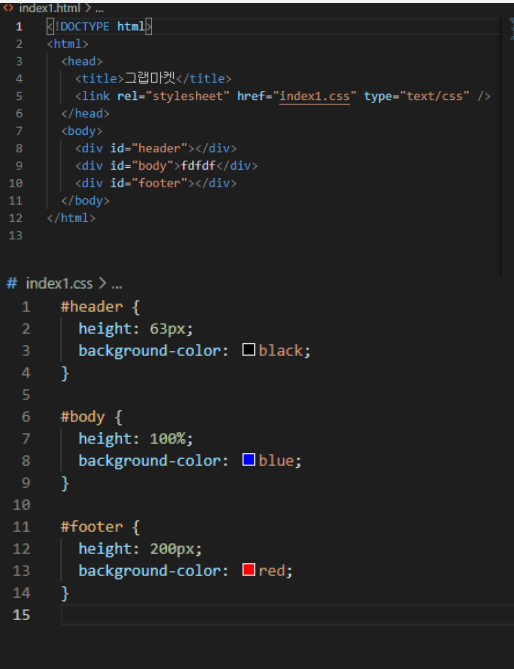 <> index1.html > ...
1 <!DOCTYPE html>
2 <html>
3 <head>
4 <title>그랩마켓</title>
5 <link rel="stylesheet" href="index1.css" type="text/css" />
6 </head>
7 <body>
8 <div id="header"></div>
9 <div id="body">fdfdf</div>
10 <div id="footer"></div>
11 </body>
12 </html>
13
# index1.css > ...
1 #header {
2 height: 63px;
3 background-color: black;
4 }
5
6 #body {
7 height: 100%;
8 background-color: blue;
9 }
10
11 #footer {
12 height: 200px;
13 background-color: red;
14 }
15